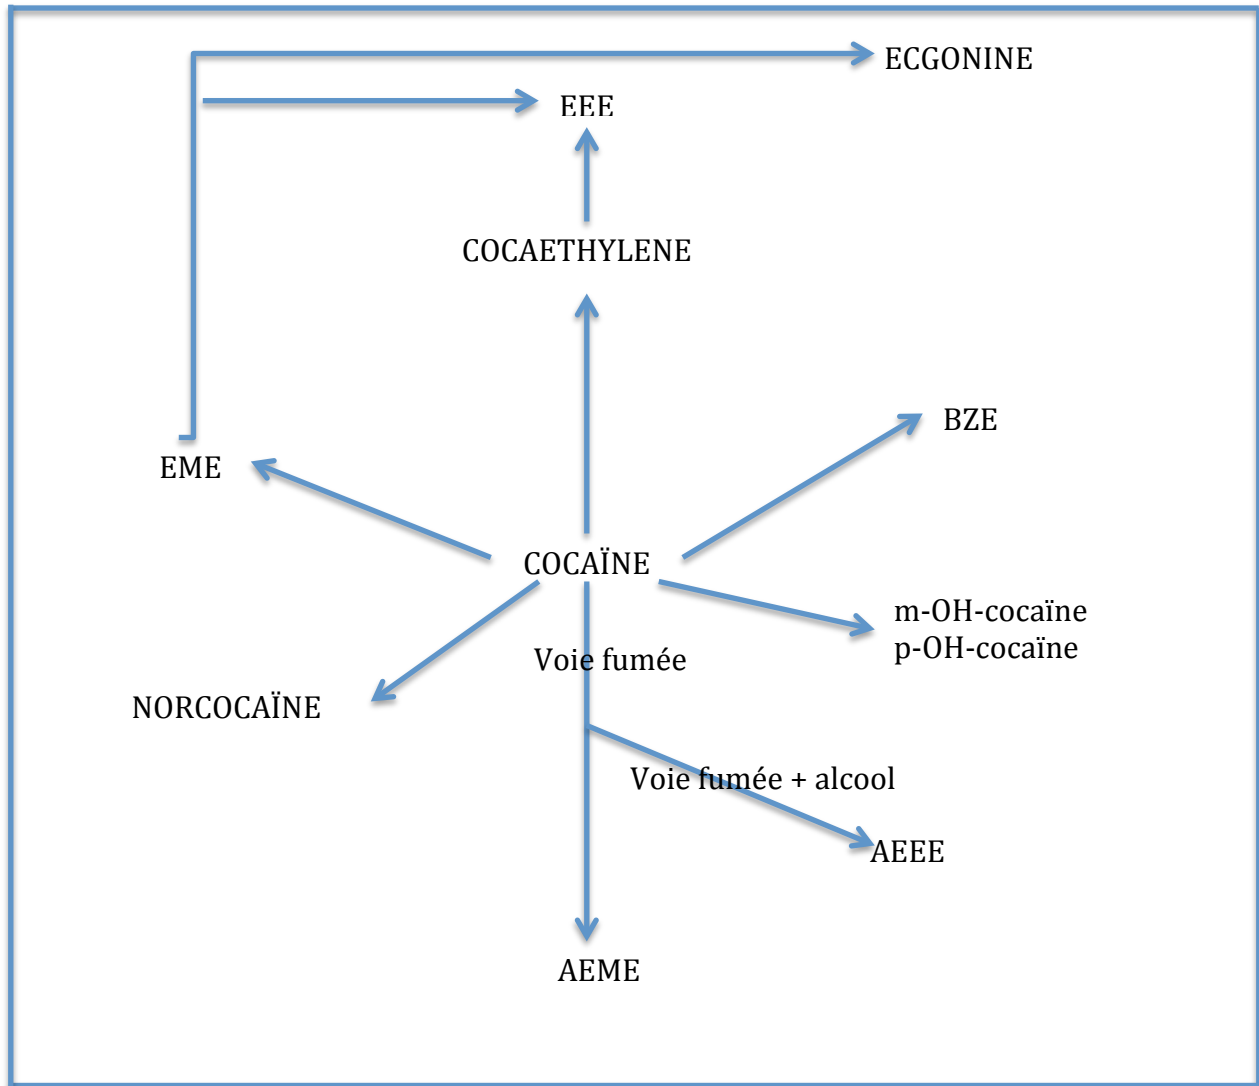 ECGONINE
EEE
COCAETHYLENE
BZE
EME
COCAÏNE
m-OH-cocaïne
p-OH-cocaïne
Voie fumée
NORCOCAÏNE
Voie fumée + alcool
AEEE
AEME